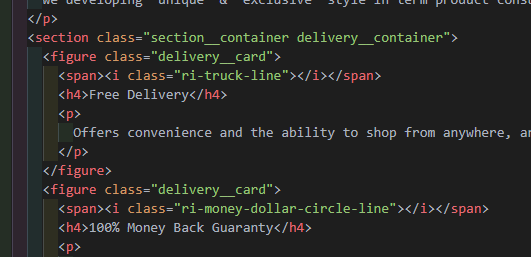 we developing "unique" & "exclusive" style in term product
</p>
<section class="section__container delivery__container">
<figure class="delivery__card">
<span><i class="ri-truck-line"></i></span>
<h4>Free Delivery</h4>
<p>
Offers convenience and the ability to shop from anywhere,
</p>
</figure>
<figure class="delivery__card">
<span><i class="ri-money-dollar-circle-line"></i></span>
<h4>100% Money Back Guaranty</h4>
<p>